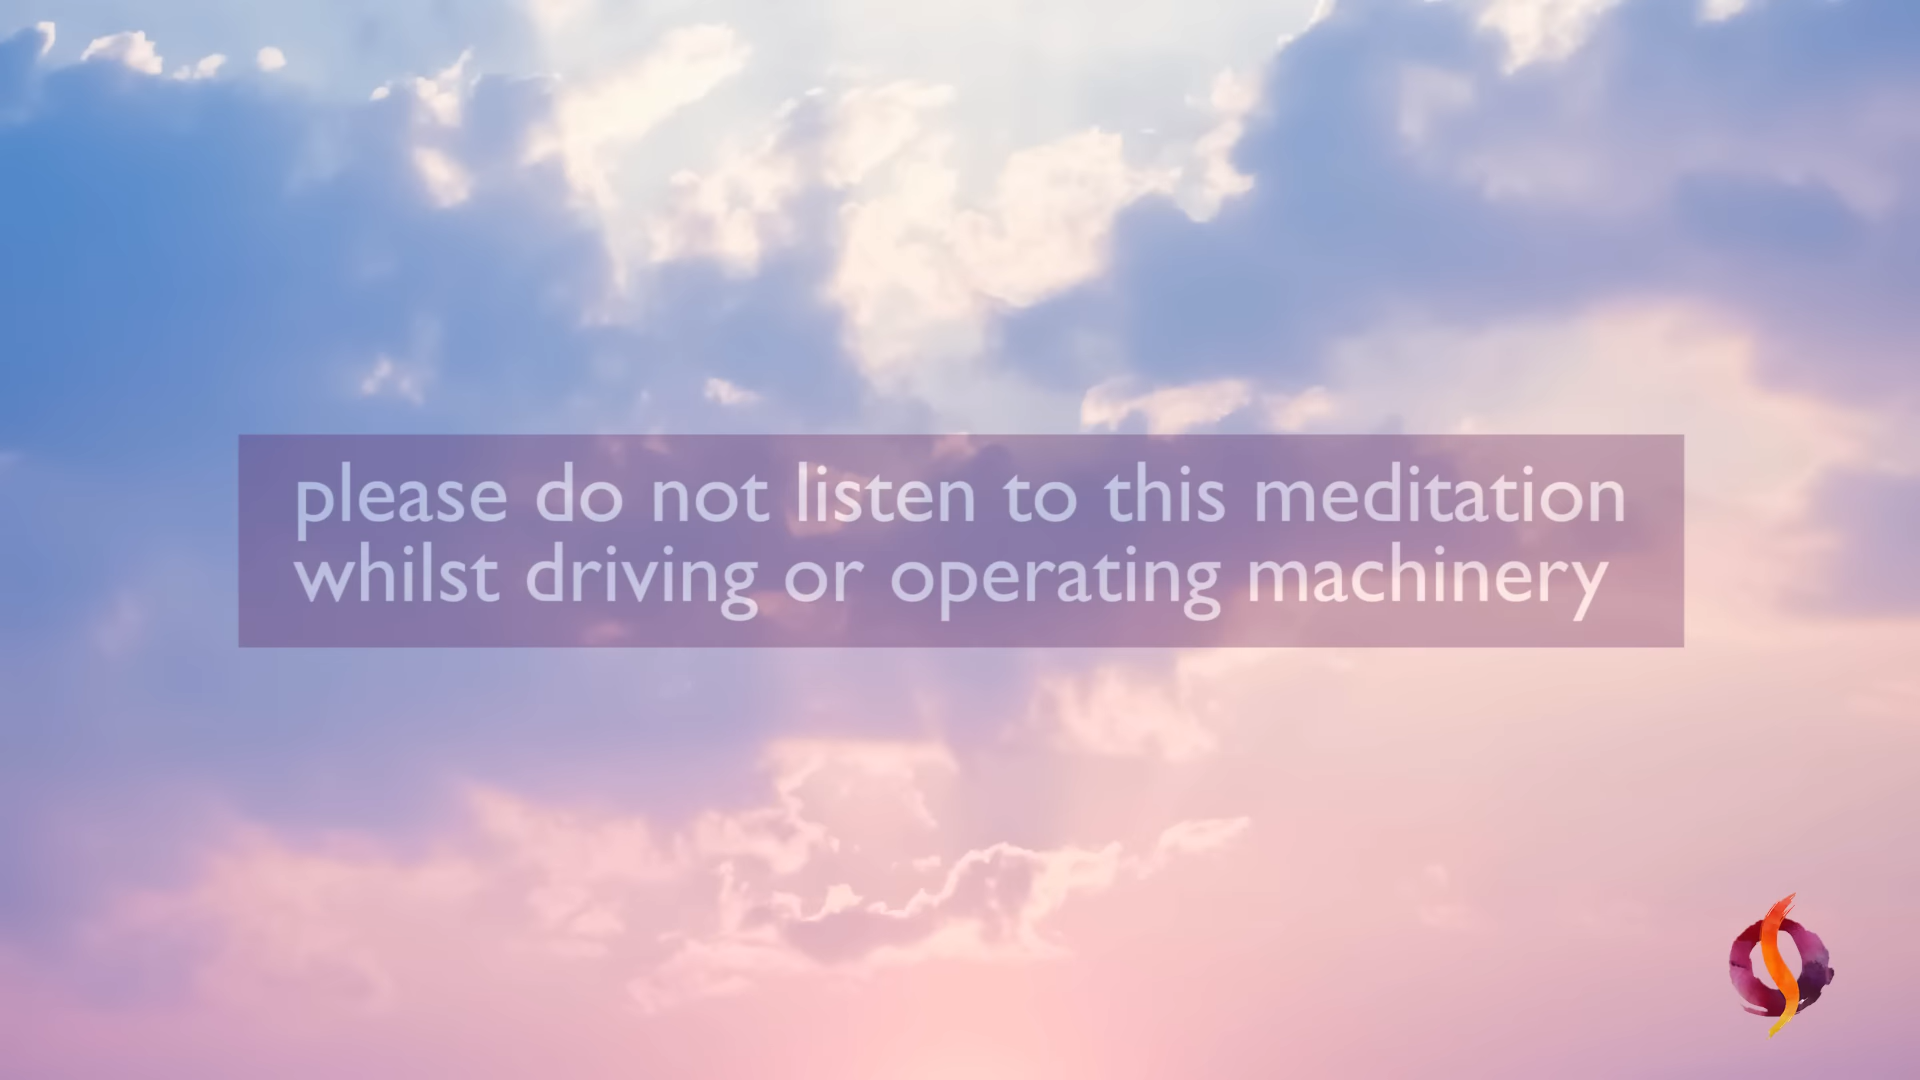 please do not listen to this meditation
whilst driving or operating machinery